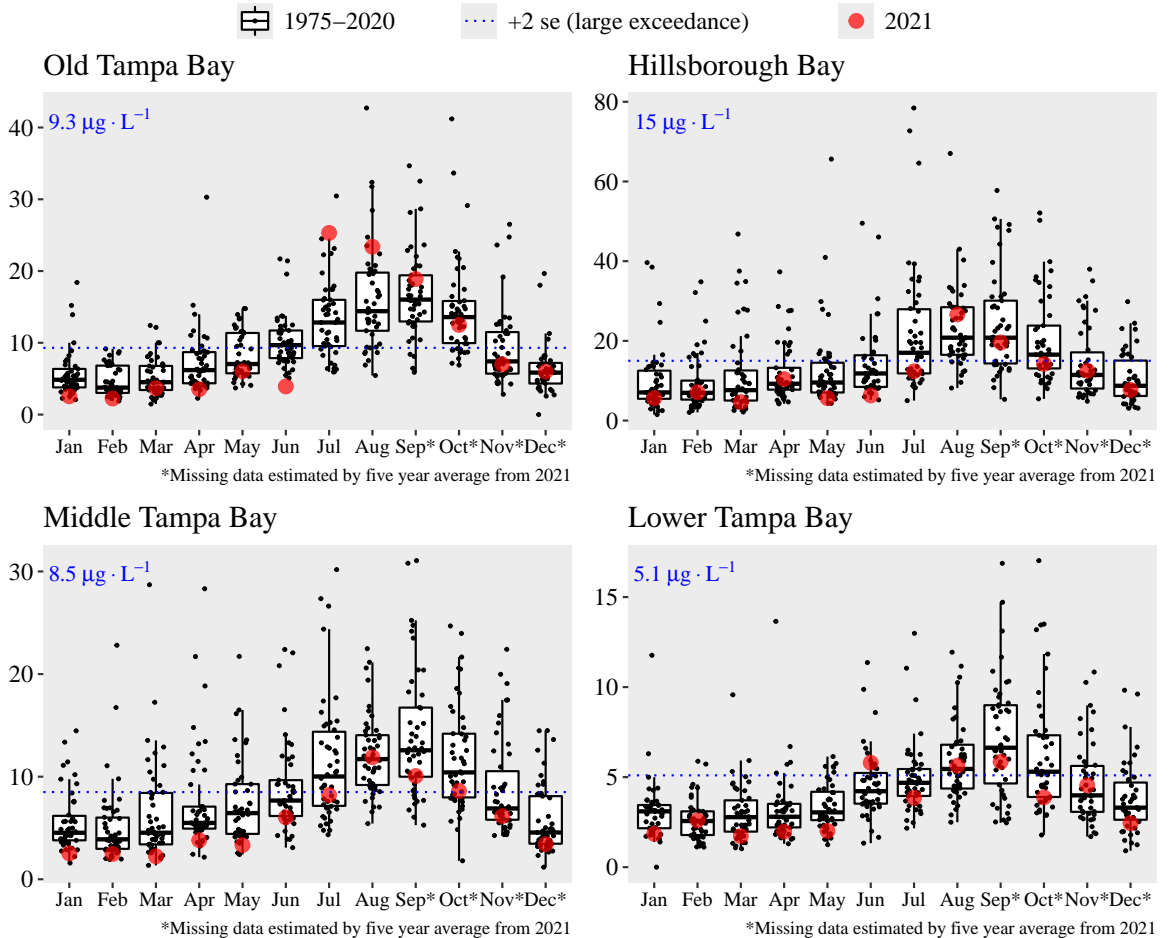 1975−2020 +2 se (large exceedance) 2021
Old Tampa Bay
9.3 μg · L−1
40
30
20
10
0
Jan Feb Mar Apr May Jun Jul Aug Sep* Oct* Nov* Dec*
*Missing data estimated by five year average from 2021
Hillsborough Bay
15 μg · L−1
80
60
40
20
0
Jan Feb Mar Apr May Jun Jul Aug Sep* Oct* Nov* Dec*
*Missing data estimated by five year average from 2021
Middle Tampa Bay
8.5 μg · L−1
30
20
10
0
Jan Feb Mar Apr May Jun Jul Aug Sep* Oct* Nov* Dec*
*Missing data estimated by five year average from 2021
Lower Tampa Bay
5.1 μg · L−1
15
10
5
0
Jan Feb Mar Apr May Jun Jul Aug Sep* Oct* Nov* Dec*
*Missing data estimated by five year average from 2021